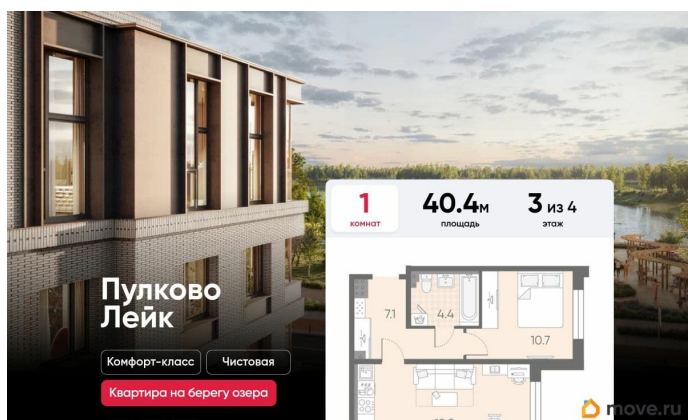 1
комнат
40.4м
площадь
3 из 4
этаж
Пулково
Лейк
Комфорт-класс
Чистовая
Квартира на берегу озера
7.1
4.4
10.7
move.ru